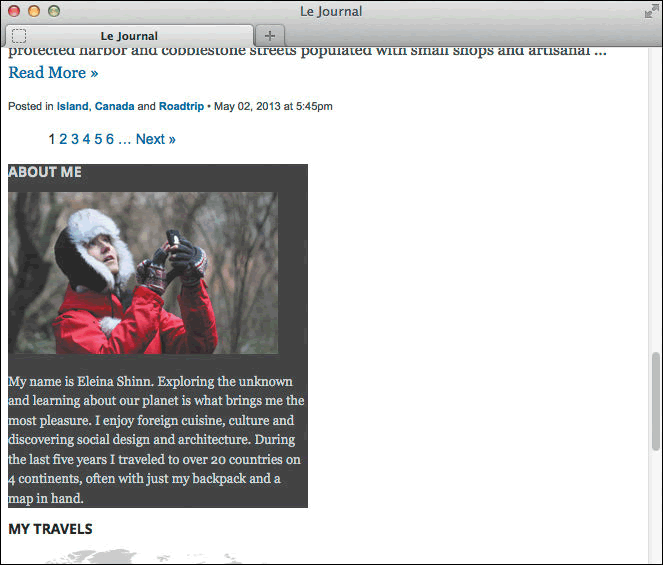 Le Journal
Le Journal
protected harbor and cobblestone streets populated with small shops and artisanal ...
Read More »
Posted in Island, Canada and Roadtrip • May 02, 2013 at 5:45pm
1 2 3 4 5 6 … Next »
ABOUT ME
My name is Eleina Shinn. Exploring the unknown
and learning about our planet is what brings me the
most pleasure. I enjoy foreign cuisine, culture and
discovering social design and architecture. During
the last five years I traveled to over 20 countries on
4 continents, often with just my backpack and a
map in hand.
MY TRAVELS